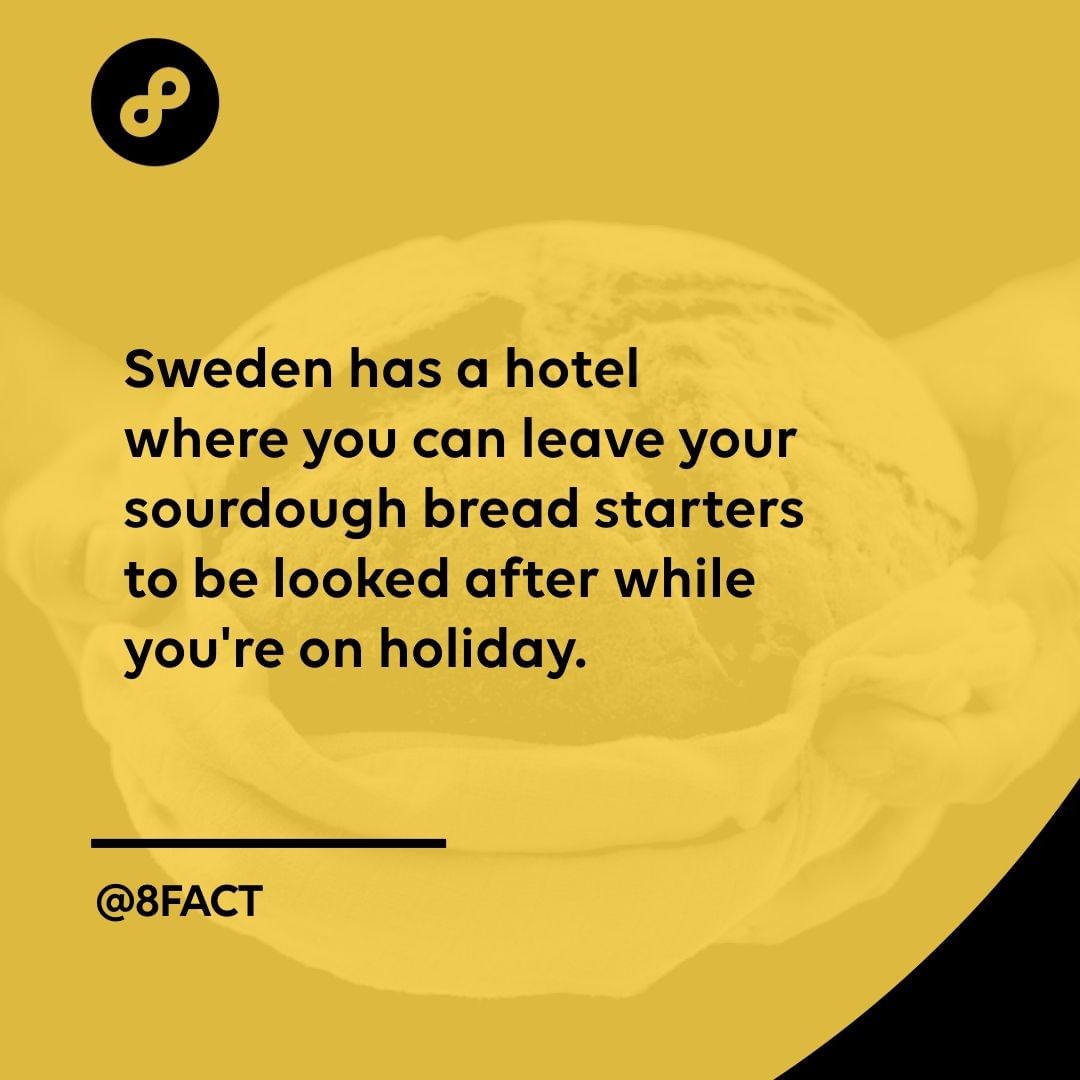 Sweden has a hotel
where you can leave your
sourdough bread starters
to be looked after while
you're on holiday.
@8FACT